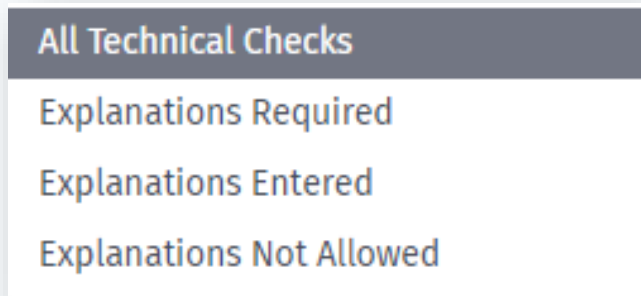 All Technical Checks
Explanations Required
Explanations Entered
Explanations Not Allowed